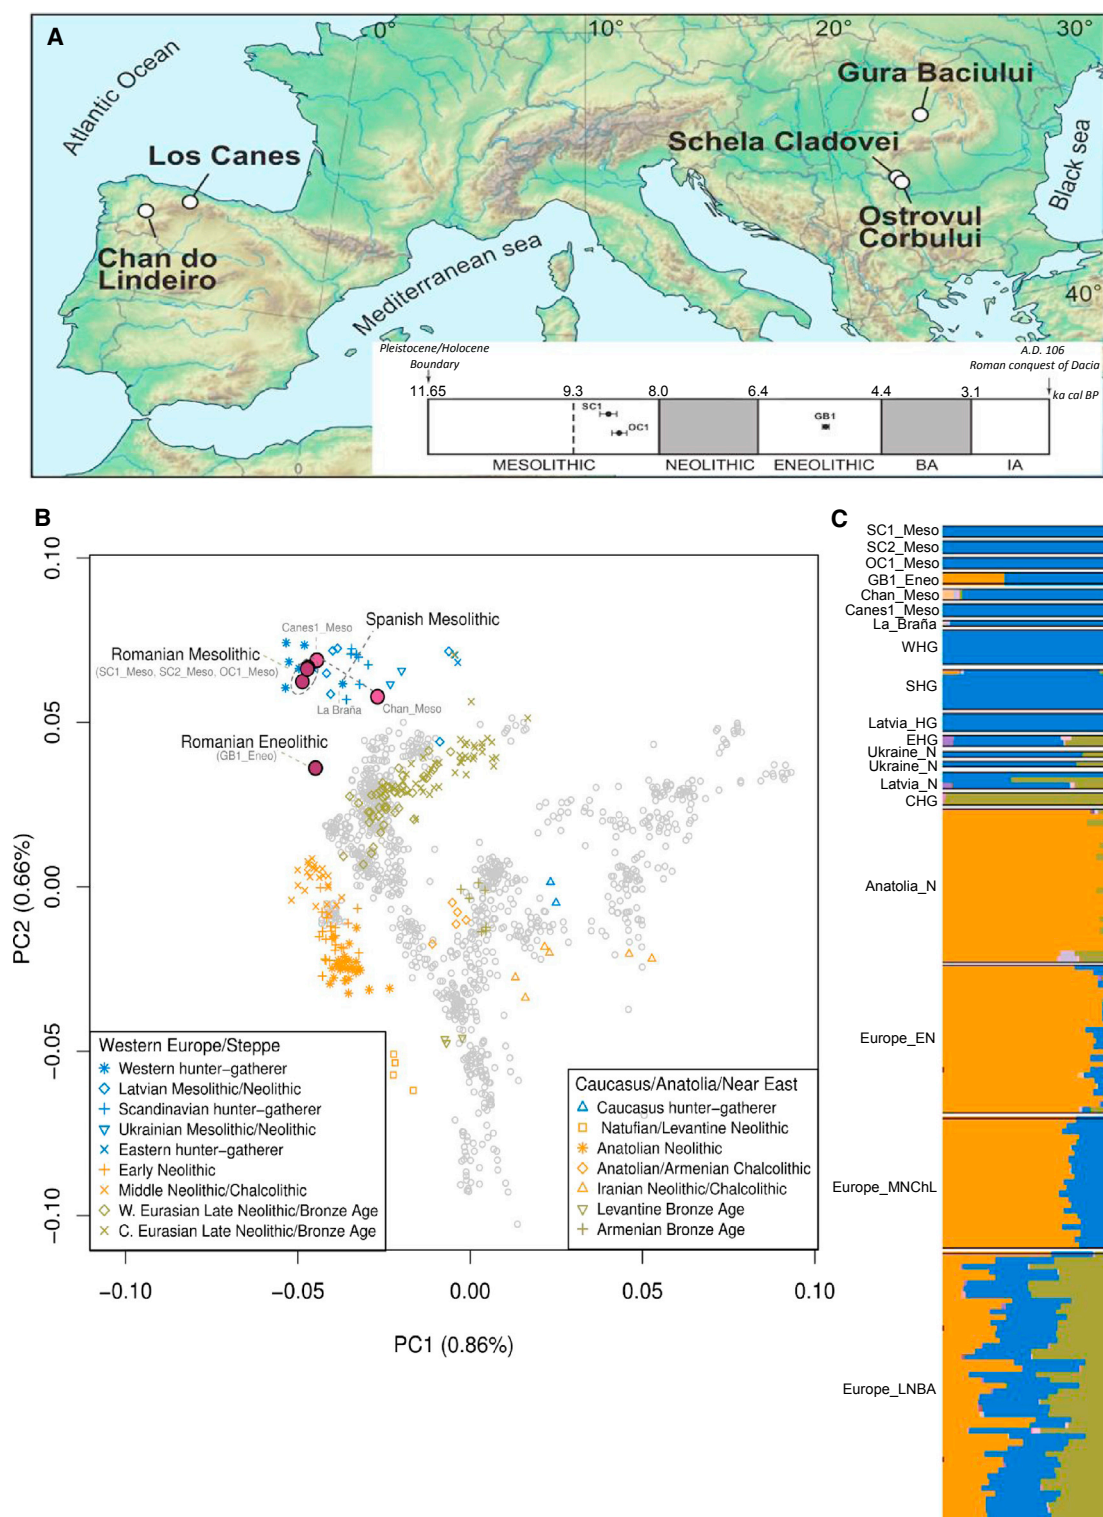 A
0°
10°
20°
30°
Atlantic Ocean
Gura Baciului
Schela Cladovei
Los Canes
Black sea
Ostrovul
Corbului
Chan do
Lindeiro
Mediterranean sea
40°
Pleistocene/Holocene
Boundary
A.D. 106
Roman conquest of Dacia
11.65
9.3
8.0
6.4
4.4
3.1
ka cal BP
SC1
OC1
GB1
MESOLITHIC
NEOLITHIC
ENEOLITHIC
BA
IA
0
B
0.10
0.05
0.00
−0.05
−0.10
PC2 (0.66%)
Spanish Mesolithic
Canes1_Meso
Romanian Mesolithic
(SC1_Meso, SC2_Meso, OC1_Meso)
La Braña
Chan_Meso
Romanian Eneolithic
(GB1_Eneo)
Western Europe/Steppe
Western hunter−gatherer
Latvian Mesolithic/Neolithic
Scandinavian hunter−gatherer
Ukrainian Mesolithic/Neolithic
Eastern hunter−gatherer
Early Neolithic
Middle Neolithic/Chalcolithic
W. Eurasian Late Neolithic/Bronze Age
C. Eurasian Late Neolithic/Bronze Age
Caucasus/Anatolia/Near East
Caucasus hunter−gatherer
Natufian/Levantine Neolithic
Anatolian Neolithic
Anatolian/Armenian Chalcolithic
Iranian Neolithic/Chalcolithic
Levantine Bronze Age
Armenian Bronze Age
−0.10
−0.05
0.00
0.05
0.10
PC1 (0.86%)
C
SC1_Meso
SC2_Meso
OC1_Meso
GB1_Eneo
Chan_Meso
Canes1_Meso
La_Braña
WHG
SHG
Latvia_HG
EHG
Ukraine_N
Ukraine_N
Latvia_N
CHG
Anatolia_N
Europe_EN
Europe_MNChL
Europe_LNBA